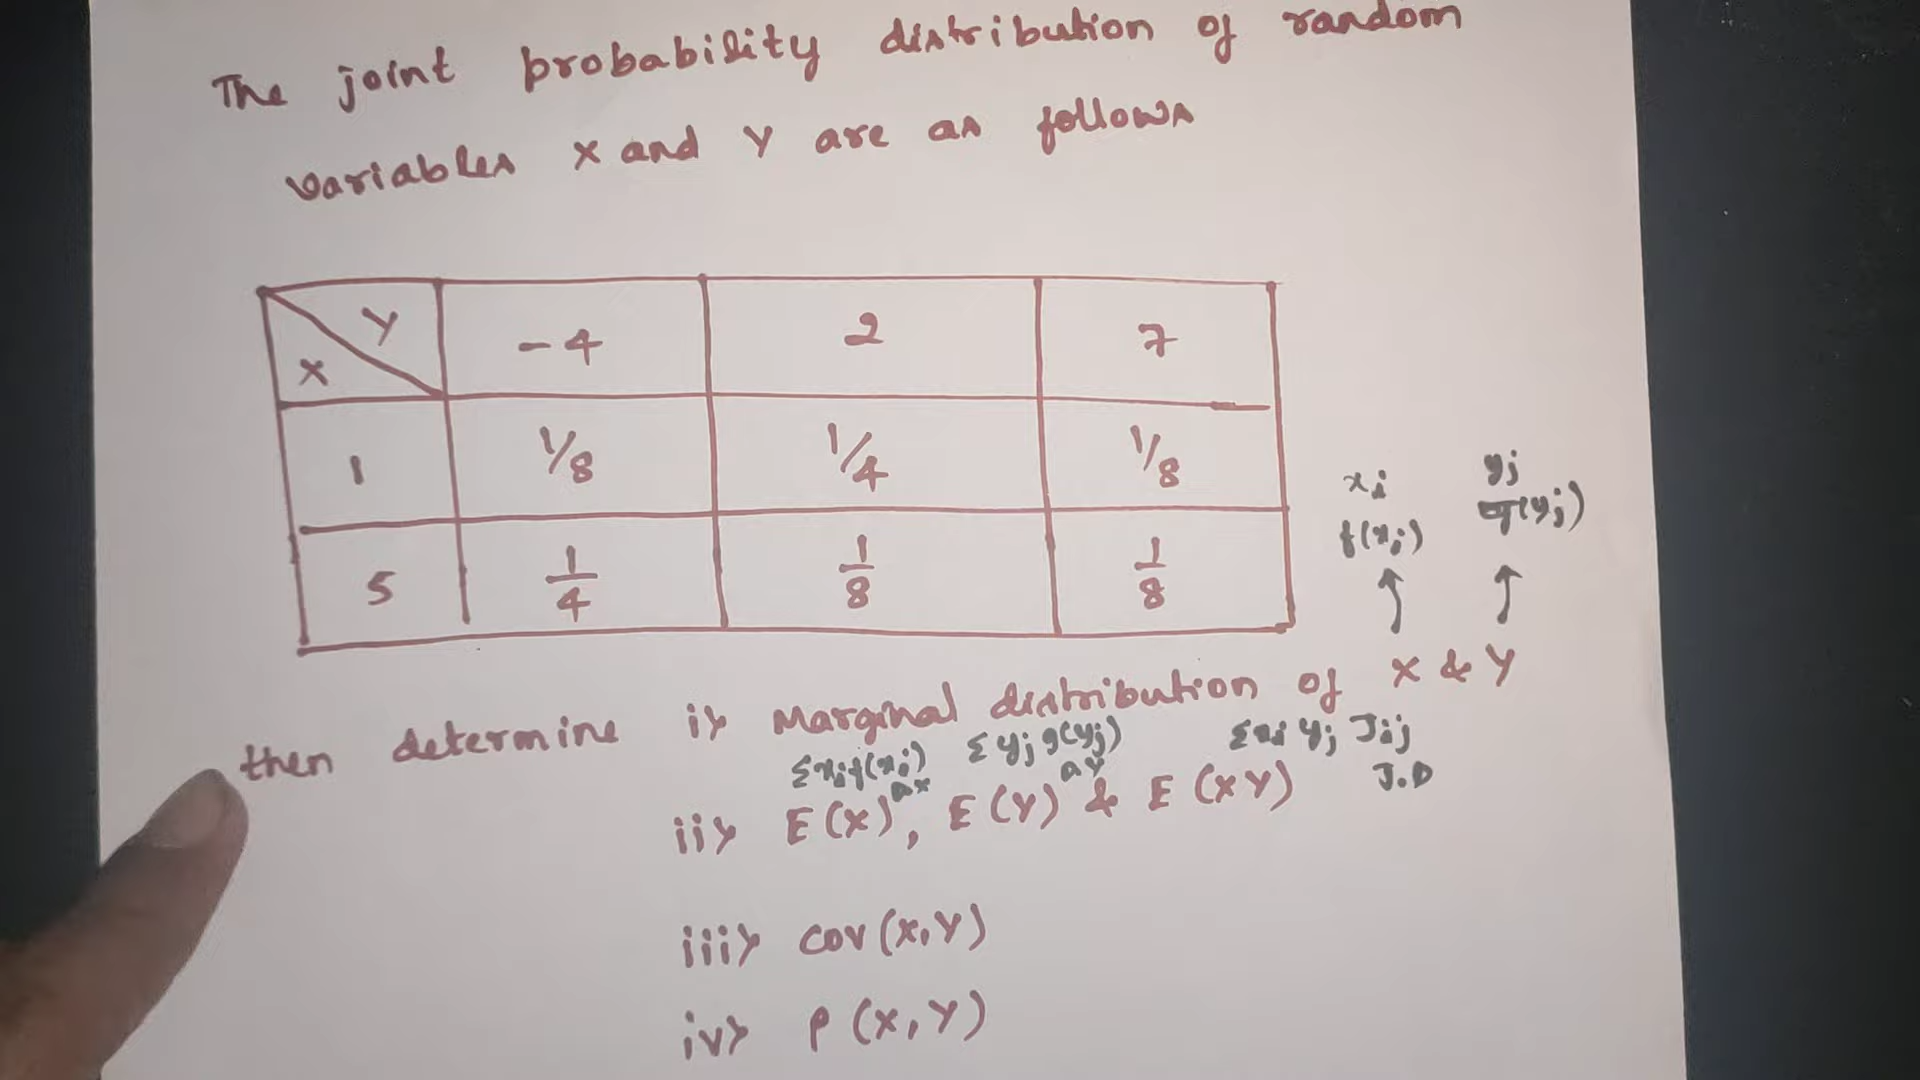 The joint probability distribution of random
variables X and Y are as follows
Y
X
-4 2 7
1 1/8 1/4 1/8
5 1/4 1/8 1/8
xi yj
f(xi) g(yj)
↑ ↑
then determine i> Marginal distribution of X & Y
Σxif(xi) Σyj g(yj) Σxi yj Jij
J.D
ii> E(X), E(Y) & E(XY)
iii> cov(X,Y)
iv> ρ(X,Y)